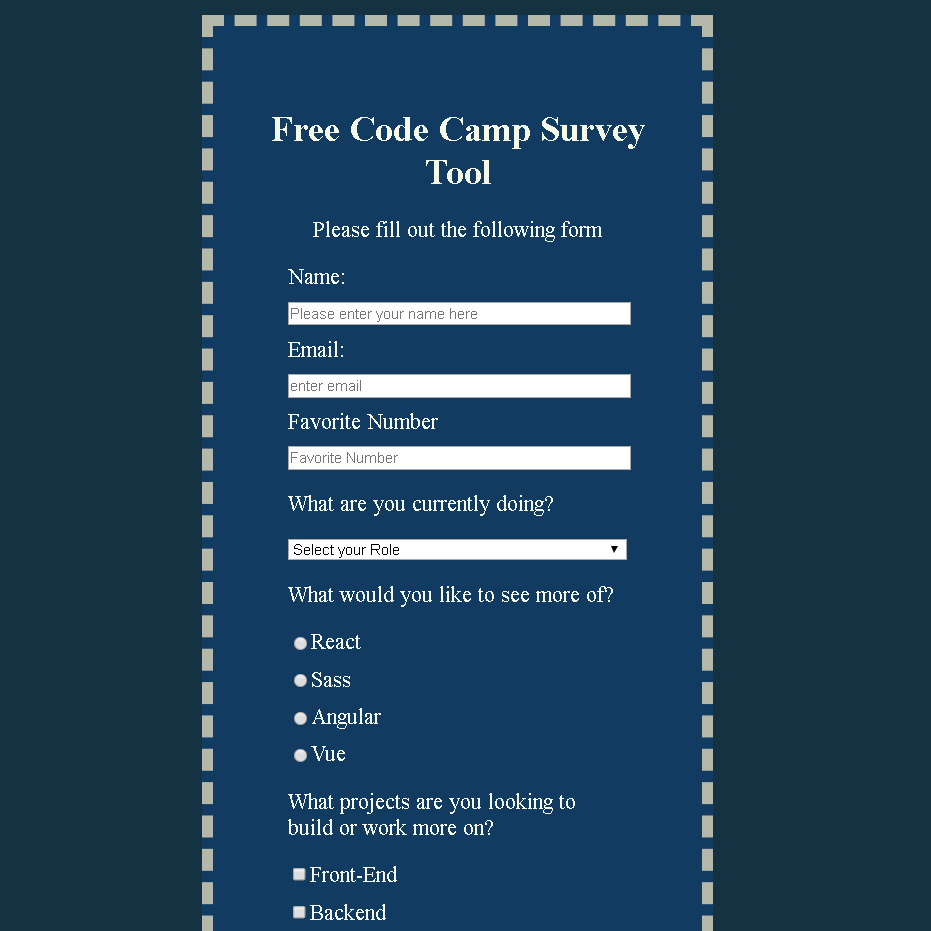 Free Code Camp Survey
Tool
Please fill out the following form
Name:
Please enter your name here
Email:
enter email
Favorite Number
Favorite Number
What are you currently doing?
Select your Role
What would you like to see more of?
React
Sass
Angular
Vue
What projects are you looking to
build or work more on?
Front-End
Backend